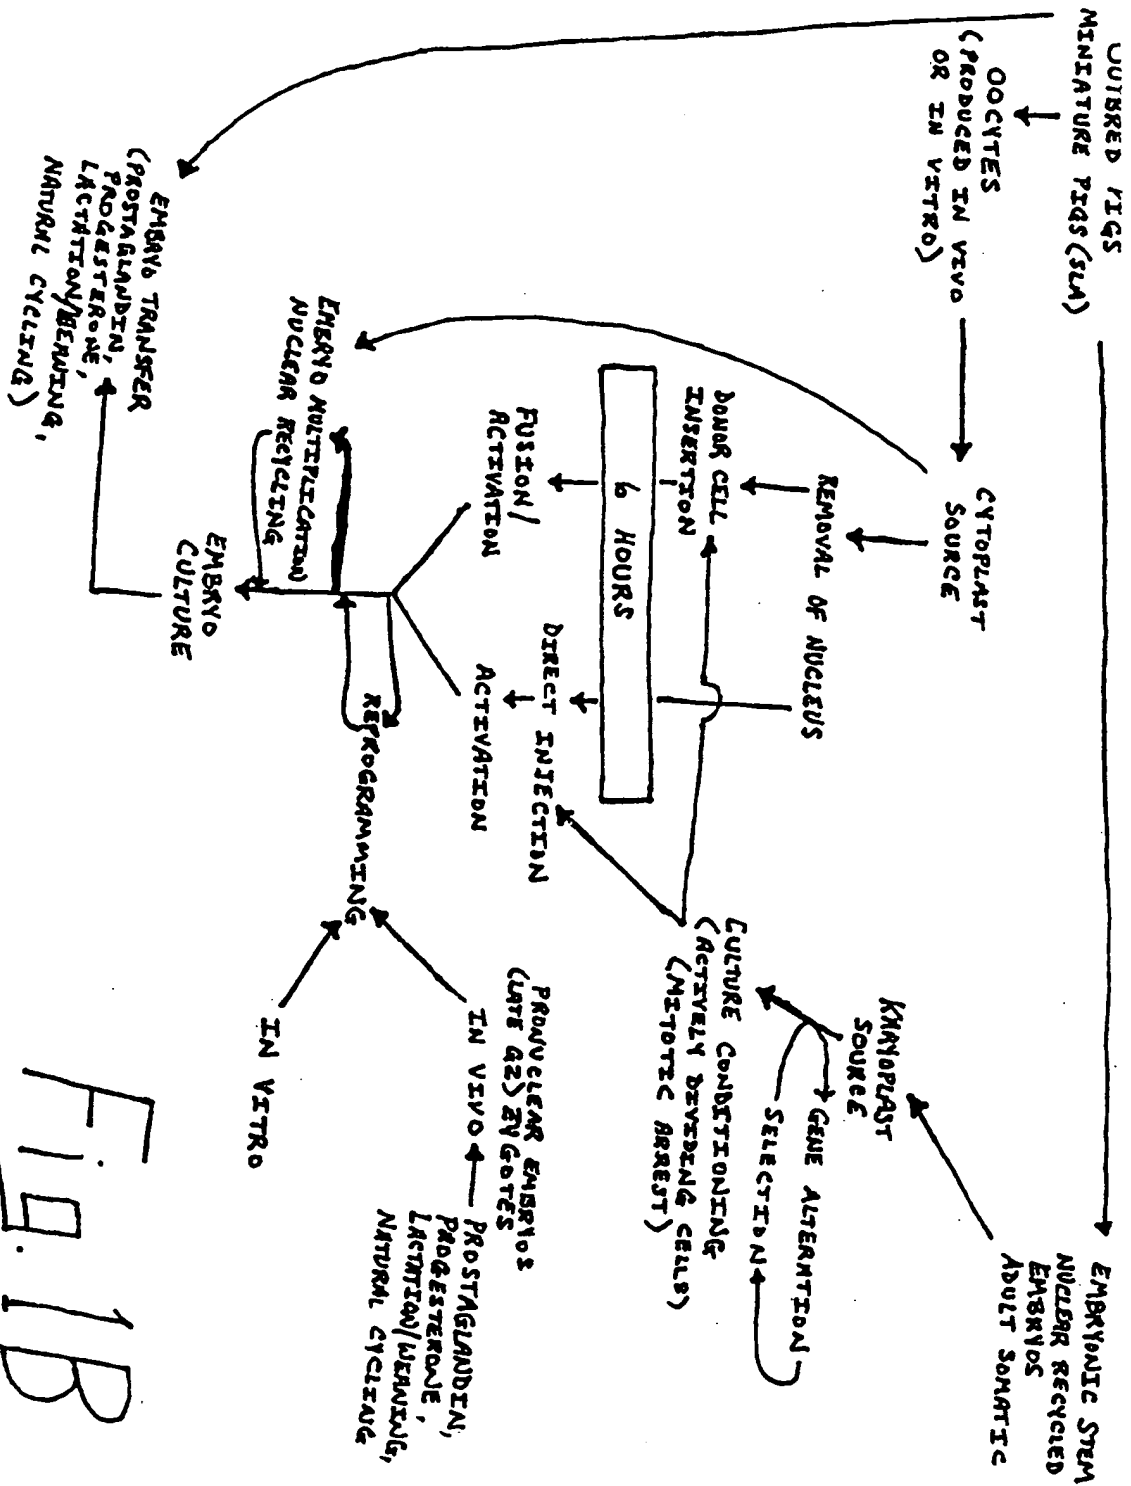 OUTBRED PIGS
MINIATURE PIGS (SLA)
OOCYTES
(PRODUCED IN VIVO
OR IN VITRO)
EMBRYONIC STEM
NUCLEAR RECYCLED
EMBRYOS
ADULT SOMATIC
CYTOPLAST
SOURCE
KARYOPLAST
SOURCE
GENE ALTERATION
SELECTION
REMOVAL OF NUCLEUS
CULTURE CONDITIONING
(ACTIVELY DIVIDING CELLS)
(MITOTIC ARREST)
DONOR CELL
INSERTION
6 HOURS
DIRECT INJECTION
FUSION/
ACTIVATION
ACTIVATION
PRONUCLEAR EMBRYOS
(LATE G2) ZYGOTES
IN VIVO
PROSTAGLANDIN,
PROGESTERONE,
LACTATION/WEANING,
NATURAL CYCLING
EMBRYO MULTIPLICATION
NUCLEAR RECYCLING
REPROGRAMMING
IN VITRO
EMBRYO
CULTURE
EMBRYO TRANSFER
(PROSTAGLANDIN,
PROGESTERONE,
LACTATION/WEANING,
NATURAL CYCLING)
Fig. 1B